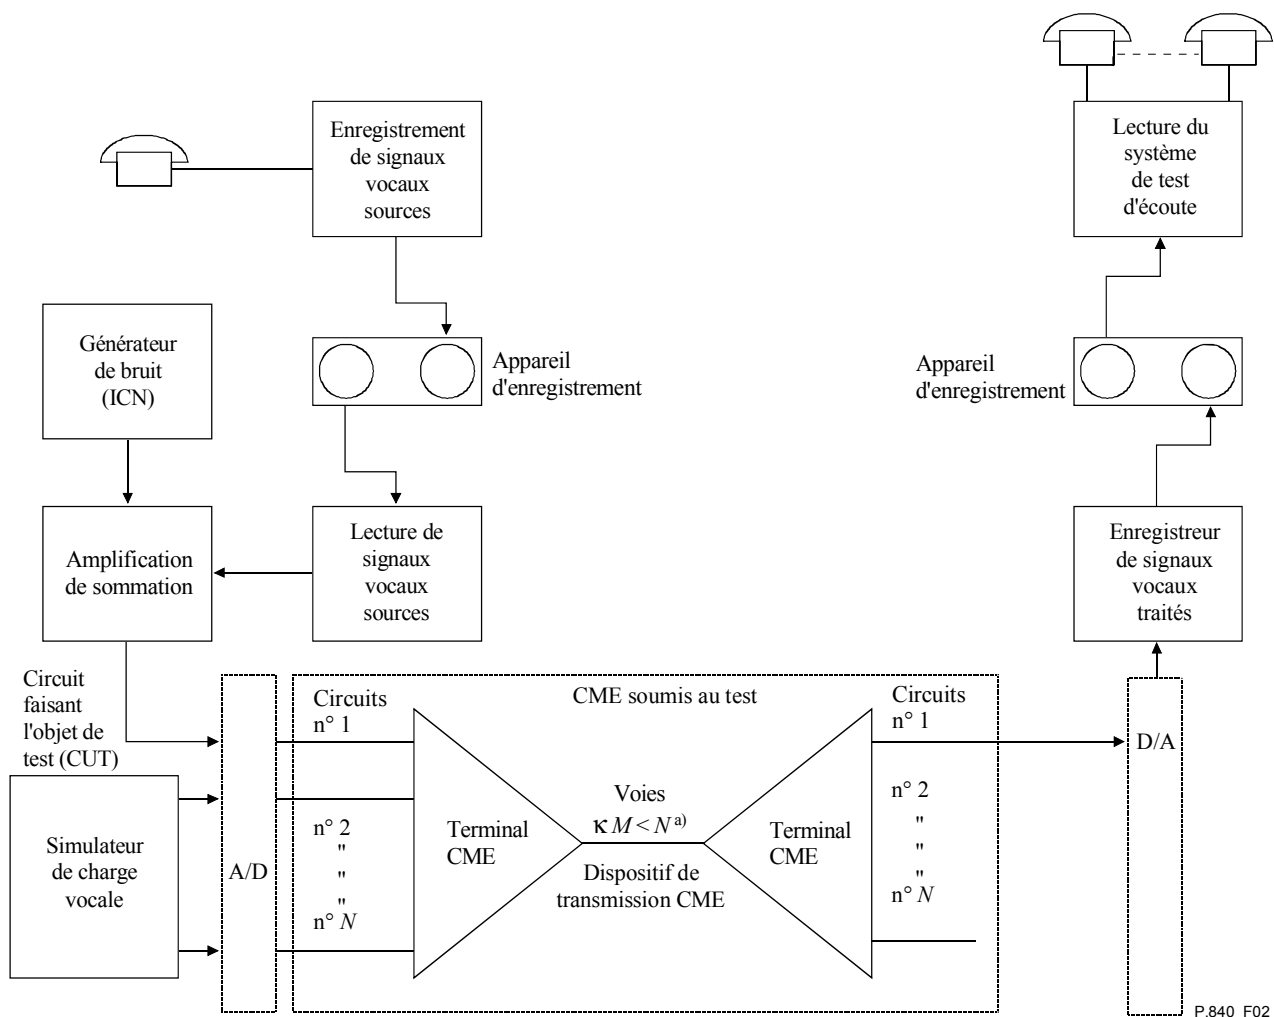 Enregistrement
de signaux
vocaux
sources
Lecture du
système
de test
d'écoute
Générateur
de bruit
(ICN)
Appareil
d'enregistrement
Appareil
d'enregistrement
Amplification
de sommation
Lecture de
signaux
vocaux
sources
Enregistreur
de signaux
vocaux
traités
Circuit
faisant
l'objet de
test (CUT)
Circuits
n° 1
CME soumis au test
Circuits
n° 1
D/A
Simulateur
de charge
vocale
A/D
n° 2
"
"
"
n° N
Terminal
CME
Voies
κ M < N a)
Dispositif de
transmission CME
Terminal
CME
n° 2
"
"
"
n° N
P.840_F02